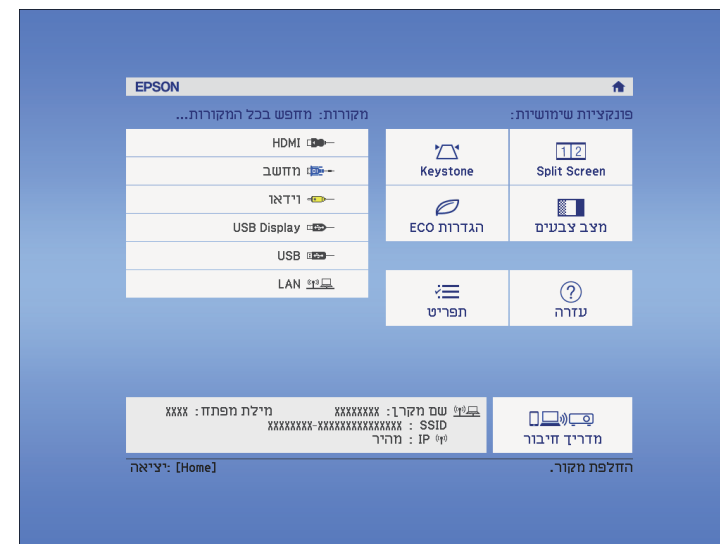 EPSON
פונקציות שימושיות:
מקורות: מחפש בכל המקורות...
Split Screen
Keystone
מצב צבעים
הגדרות ECO
עזרה
תפריט
HDMI
מחשב
וידאו
USB Display
USB
LAN
מדריך חיבור
שם מקרן: XXXXXXXX מילת מפתח: XXXX
SSID : XXXXXXXX-XXXXXXXXXXXXXX
IP : מהיר
החלפת מקור.
[Home] :יציאה